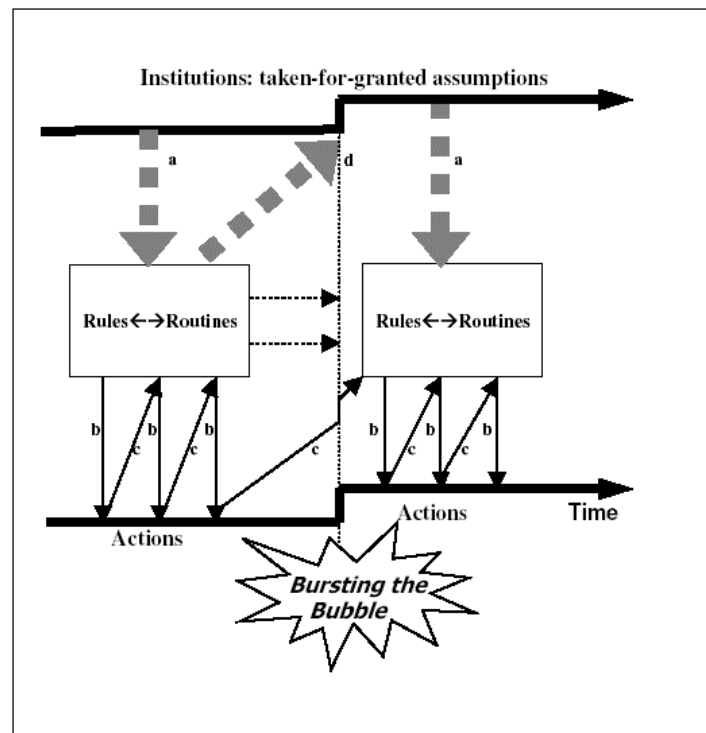 Institutions: taken-for-granted assumptions
a
d
a
Rules←→Routines
Rules←→Routines
b
c
b
c
b
c
b
c
b
c
b
Actions
Actions
Time
Bursting the
Bubble